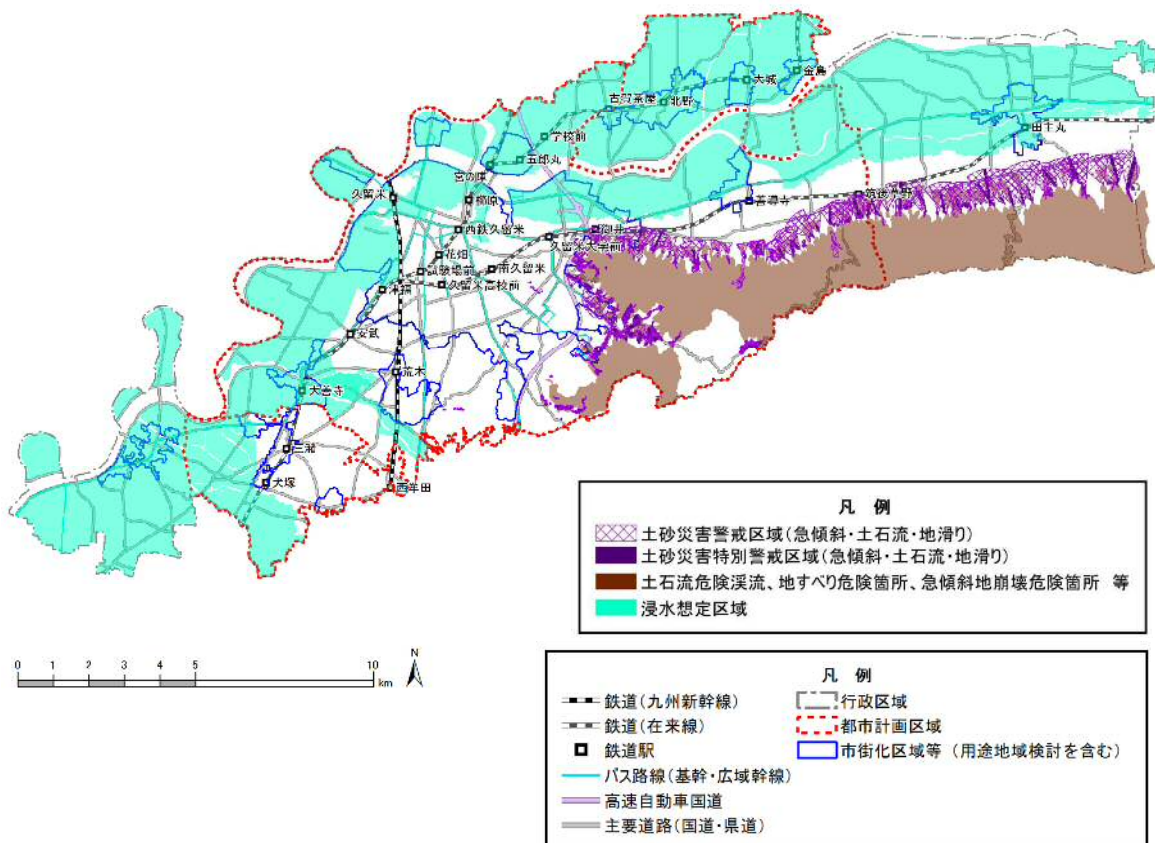 金島
大城
古賀茶屋
北野
田主丸
学校前
五郎丸
宮の陣
久留米
櫛原
善導寺
筑後草野
西鉄久留米
御井
久留米大学前
花畑
試験場前
南久留米
久留米高校前
津福
安武
荒木
大善寺
三潴
犬塚
西牟田
凡 例
土砂災害警戒区域(急傾斜・土石流・地滑り)
土砂災害特別警戒区域(急傾斜・土石流・地滑り)
土石流危険渓流、地すべり危険箇所、急傾斜地崩壊危険箇所 等
浸水想定区域
0 1 2 3 4 5 10
km
N
凡 例
鉄道(九州新幹線)
鉄道(在来線)
鉄道駅
バス路線(基幹・広域幹線)
高速自動車国道
主要道路(国道・県道)
行政区域
都市計画区域
市街化区域等 (用途地域検討を含む)